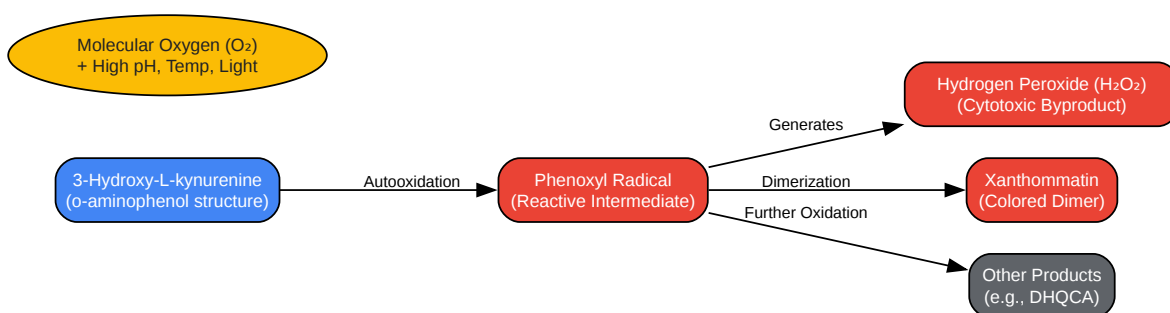 Molecular Oxygen (O₂)
+ High pH, Temp, Light
Hydrogen Peroxide (H₂O₂)
(Cytotoxic Byproduct)
Generates
3-Hydroxy-L-kynurenine
(o-aminophenol structure)
Autooxidation
Phenoxyl Radical
(Reactive Intermediate)
Dimerization
Xanthommatin
(Colored Dimer)
Further Oxidation
Other Products
(e.g., DHQCA)